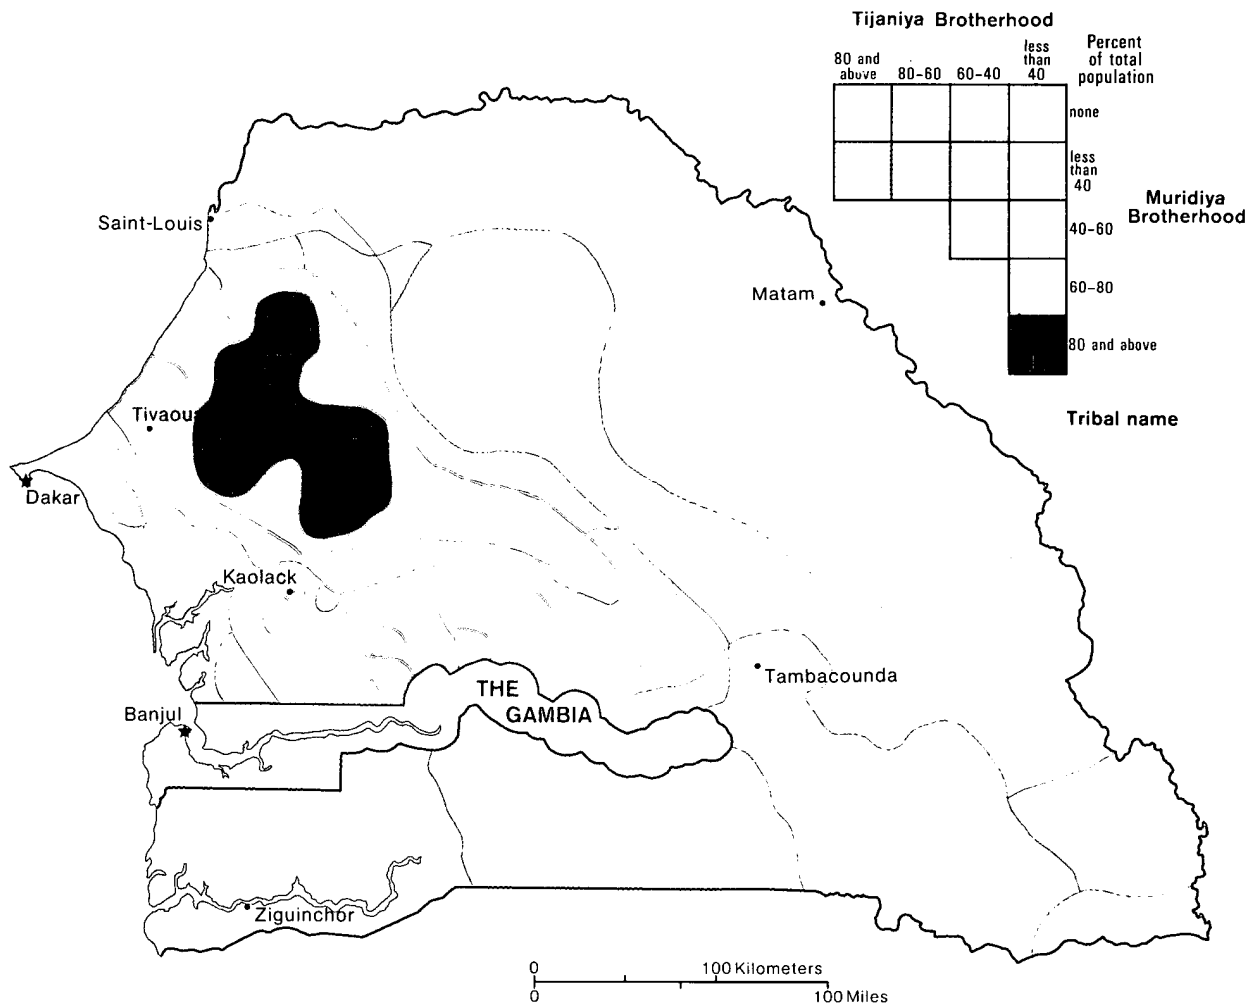 Tijaniya Brotherhood
80 and
above
80-60
60-40
less
than
40
Percent
of total
population
none
less
than
40
Muridiya
Brotherhood
40-60
60-80
80 and above
Tribal name
Saint-Louis
Matam
Tivaou
Dakar
Kaolack
Tambacounda
THE
GAMBIA
Banjul
Ziguinchor
0
100 Kilometers
0
100 Miles